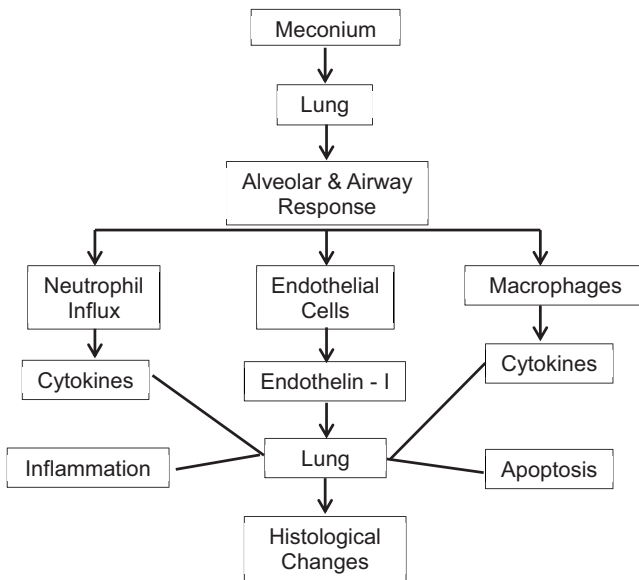 Meconium
Lung
Alveolar & Airway
Response
Neutrophil
Influx
Endothelial
Cells
Macrophages
Cytokines
Endothelin - I
Cytokines
Inflammation
Lung
Apoptosis
Histological
Changes